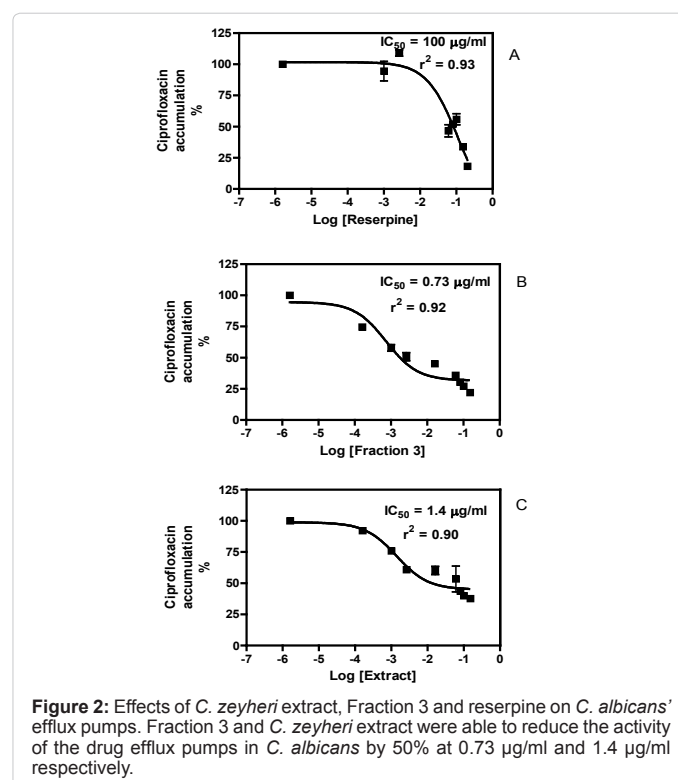 125
100
75
50
25
0
Ciprofloxacin
accumulation
%
IC50 = 100 µg/ml
r2 = 0.93
A
-7 -6 -5 -4 -3 -2 -1 0
Log [Reserpine]
125
100
75
50
25
0
Ciprofloxacin
accumulation
%
IC50 = 0.73 µg/ml
r2 = 0.92
B
-7 -6 -5 -4 -3 -2 -1 0
Log [Fraction 3]
125
100
75
50
25
0
Ciprofloxacin
accumulation
%
IC50 = 1.4 µg/ml
r2 = 0.90
C
-7 -6 -5 -4 -3 -2 -1 0
Log [Extract]
Figure 2: Effects of C. zeyheri extract, Fraction 3 and reserpine on C. albicans’
efflux pumps. Fraction 3 and C. zeyheri extract were able to reduce the activity
of the drug efflux pumps in C. albicans by 50% at 0.73 µg/ml and 1.4 µg/ml
respectively.